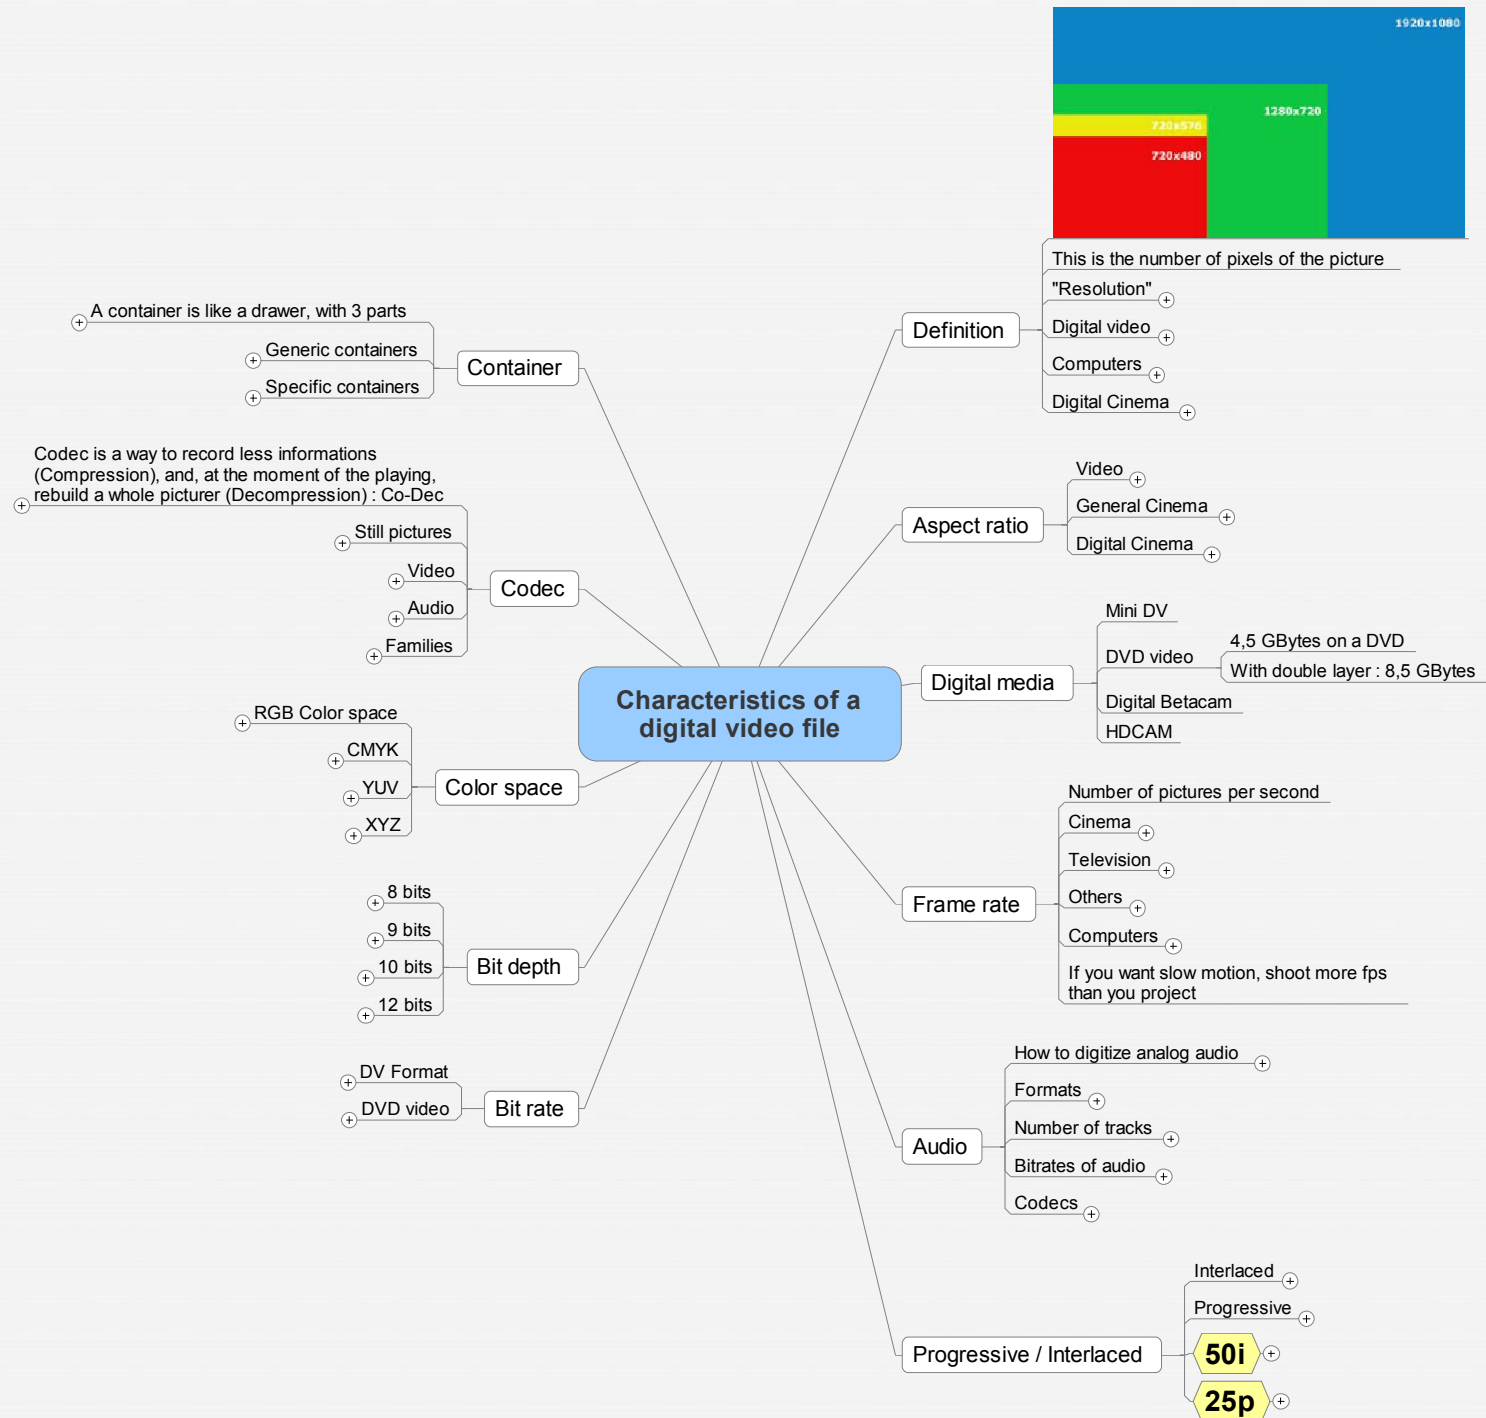 1920x1080
1280x720
720x576
720x480
This is the number of pixels of the picture
"Resolution"
Digital video
Computers
Digital Cinema
Definition
Video
General Cinema
Digital Cinema
Aspect ratio
Mini DV
DVD video
4,5 GBytes on a DVD
With double layer : 8,5 GBytes
Digital Betacam
HDCAM
Digital media
Number of pictures per second
Cinema
Television
Others
Computers
If you want slow motion, shoot more fps
than you project
Frame rate
How to digitize analog audio
Formats
Number of tracks
Bitrates of audio
Codecs
Audio
Interlaced
Progressive
50i
25p
Progressive / Interlaced
Characteristics of a
digital video file
A container is like a drawer, with 3 parts
Generic containers
Specific containers
Container
Codec is a way to record less informations
(Compression), and, at the moment of the playing,
rebuild a whole picturer (Decompression) : Co-Dec
Still pictures
Video
Audio
Families
Codec
RGB Color space
CMYK
YUV
XYZ
Color space
8 bits
9 bits
10 bits
12 bits
Bit depth
DV Format
DVD video
Bit rate